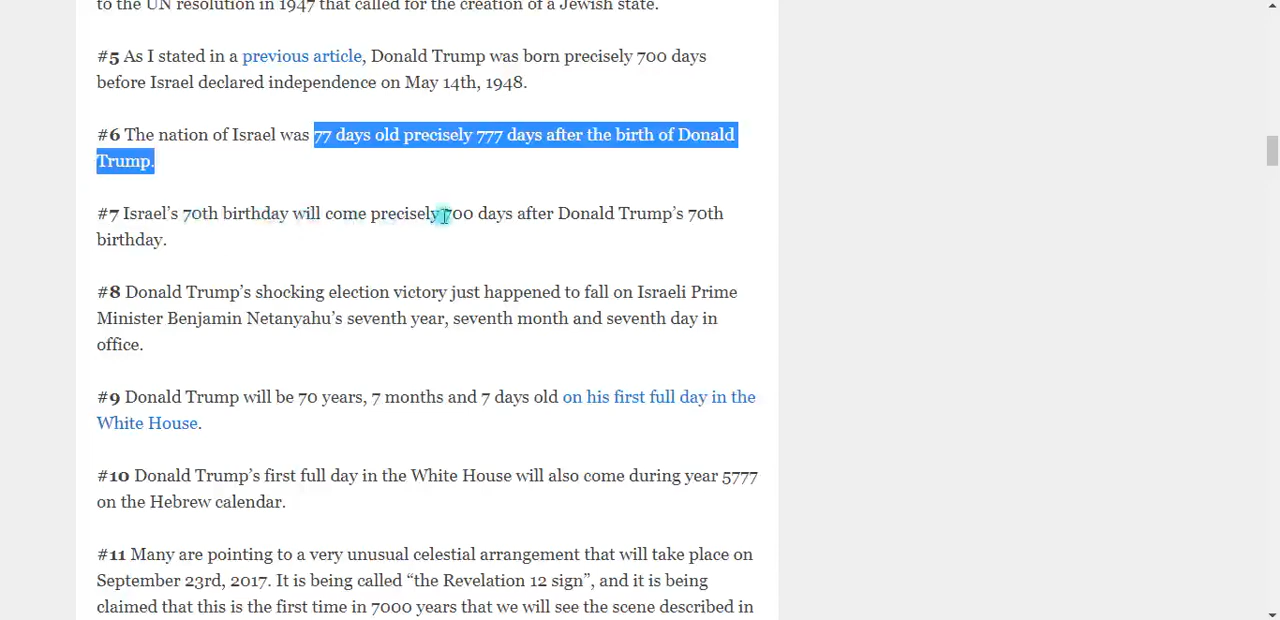 to the UN resolution in 1947 that called for the creation of a Jewish state.
#5 As I stated in a previous article, Donald Trump was born precisely 700 days
before Israel declared independence on May 14th, 1948.
#6 The nation of Israel was 77 days old precisely 777 days after the birth of Donald
Trump.
#7 Israel’s 70th birthday will come precisely 700 days after Donald Trump’s 70th
birthday.
#8 Donald Trump’s shocking election victory just happened to fall on Israeli Prime
Minister Benjamin Netanyahu’s seventh year, seventh month and seventh day in
office.
#9 Donald Trump will be 70 years, 7 months and 7 days old on his first full day in the
White House.
#10 Donald Trump’s first full day in the White House will also come during year 5777
on the Hebrew calendar.
#11 Many are pointing to a very unusual celestial arrangement that will take place on
September 23rd, 2017. It is being called “the Revelation 12 sign”, and it is being
claimed that this is the first time in 7000 years that we will see the scene described in